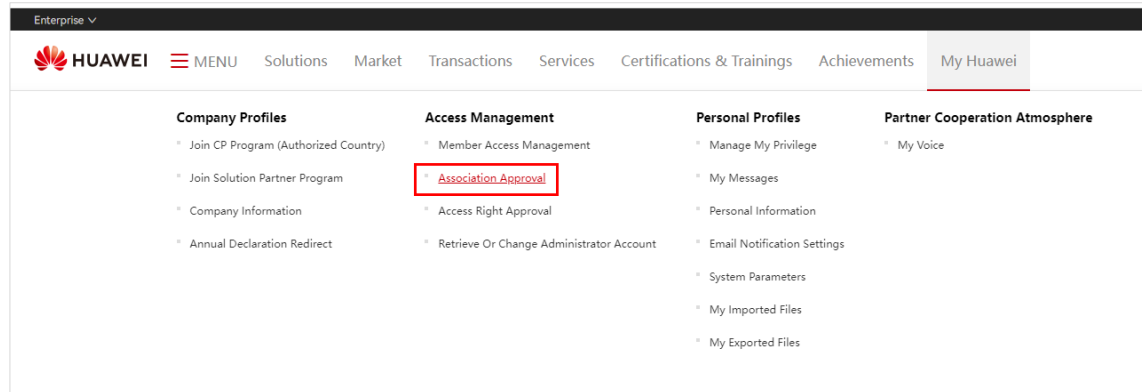 Enterprise
HUAWEI MENU Solutions Market Transactions Services Certifications & Trainings Achievements My Huawei
Company Profiles
Join CP Program (Authorized Country)
Join Solution Partner Program
Company Information
Annual Declaration Redirect
Access Management
Member Access Management
Association Approval
Access Right Approval
Retrieve Or Change Administrator Account
Personal Profiles
Manage My Privilege
My Messages
Personal Information
Email Notification Settings
System Parameters
My Imported Files
My Exported Files
Partner Cooperation Atmosphere
My Voice